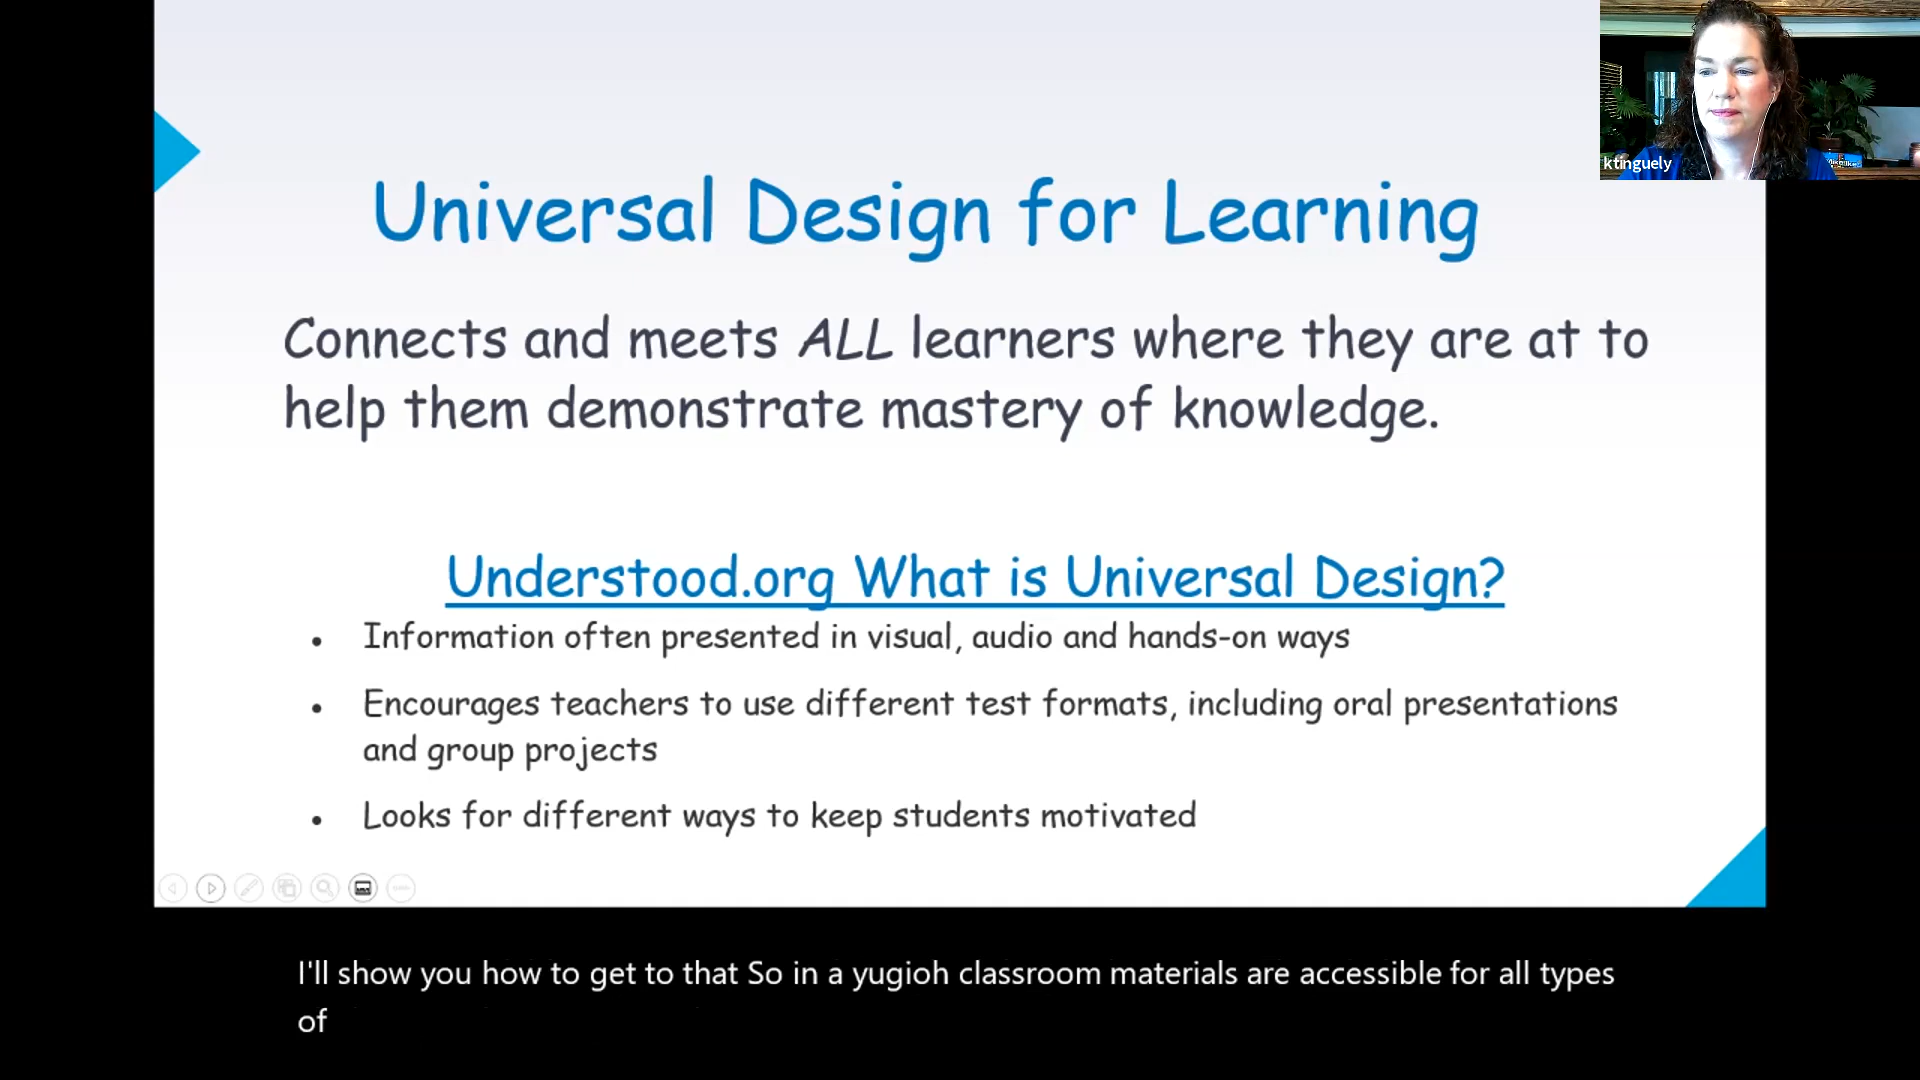 ktinguely
Universal Design for Learning
Connects and meets ALL learners where they are at to
help them demonstrate mastery of knowledge.
Understood.org What is Universal Design?
• Information often presented in visual, audio and hands-on ways
• Encourages teachers to use different test formats, including oral presentations
and group projects
• Looks for different ways to keep students motivated
I'll show you how to get to that So in a yugioh classroom materials are accessible for all types
of